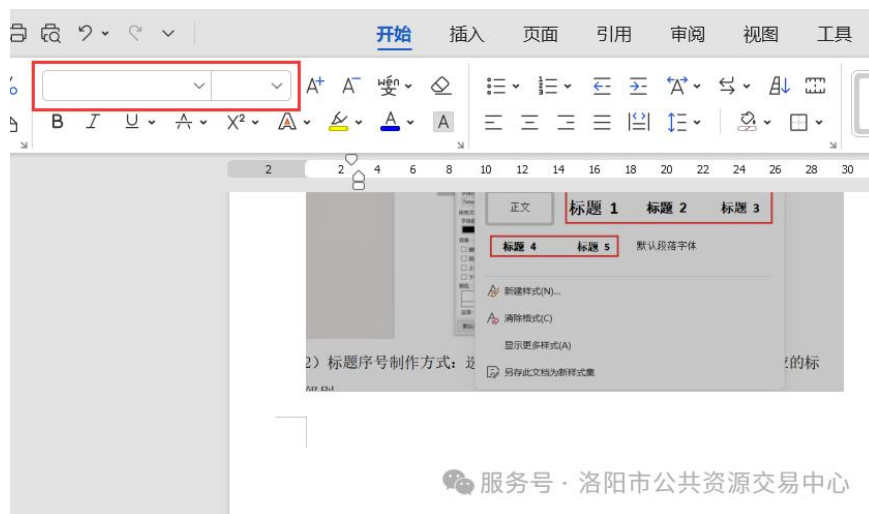 开始 插入 页面 引用 审阅 视图 工具
A+ A- wén 变
B I U A X² A A A
2 2 4 6 8 10 12 14 16 18 20 22 24 26 28 30
正文 标题 1 标题 2 标题 3
标题 4 标题 5 默认段落字体
新建样式(N)...
清除格式(C)
显示更多样式(A)
2）标题序号制作方式： 的标
另存此文档为新样式集
服务号 · 洛阳市公共资源交易中心